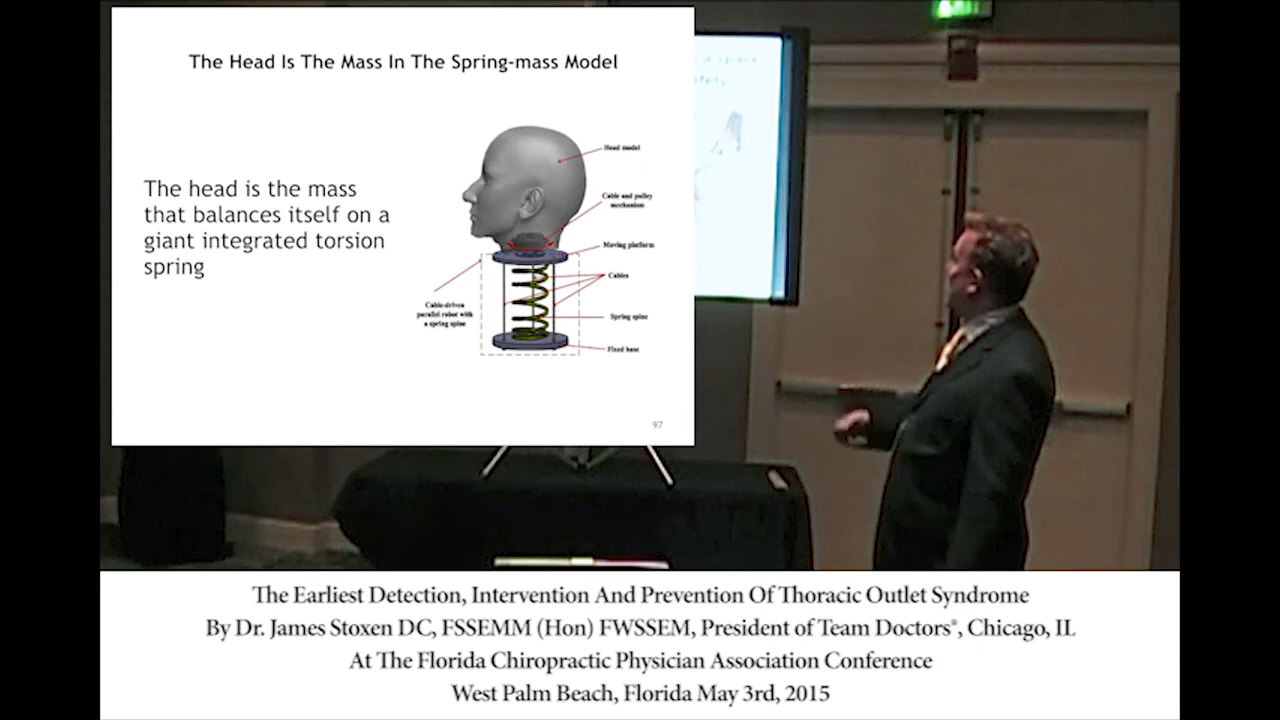 The Head Is The Mass In The Spring-mass Model
The head is the mass
that balances itself on a
giant integrated torsion
spring
Head model
Cable and pulley
mechanism
Moving platform
Cables
Cable-driven
parallel robot with
a spring spine
Spring spine
Fixed base
97
The Earliest Detection, Intervention And Prevention Of Thoracic Outlet Syndrome
By Dr. James Stoxen DC, FSSEMM (Hon) FWSSEM, President of Team Doctors®, Chicago, IL
At The Florida Chiropractic Physician Association Conference
West Palm Beach, Florida May 3rd, 2015